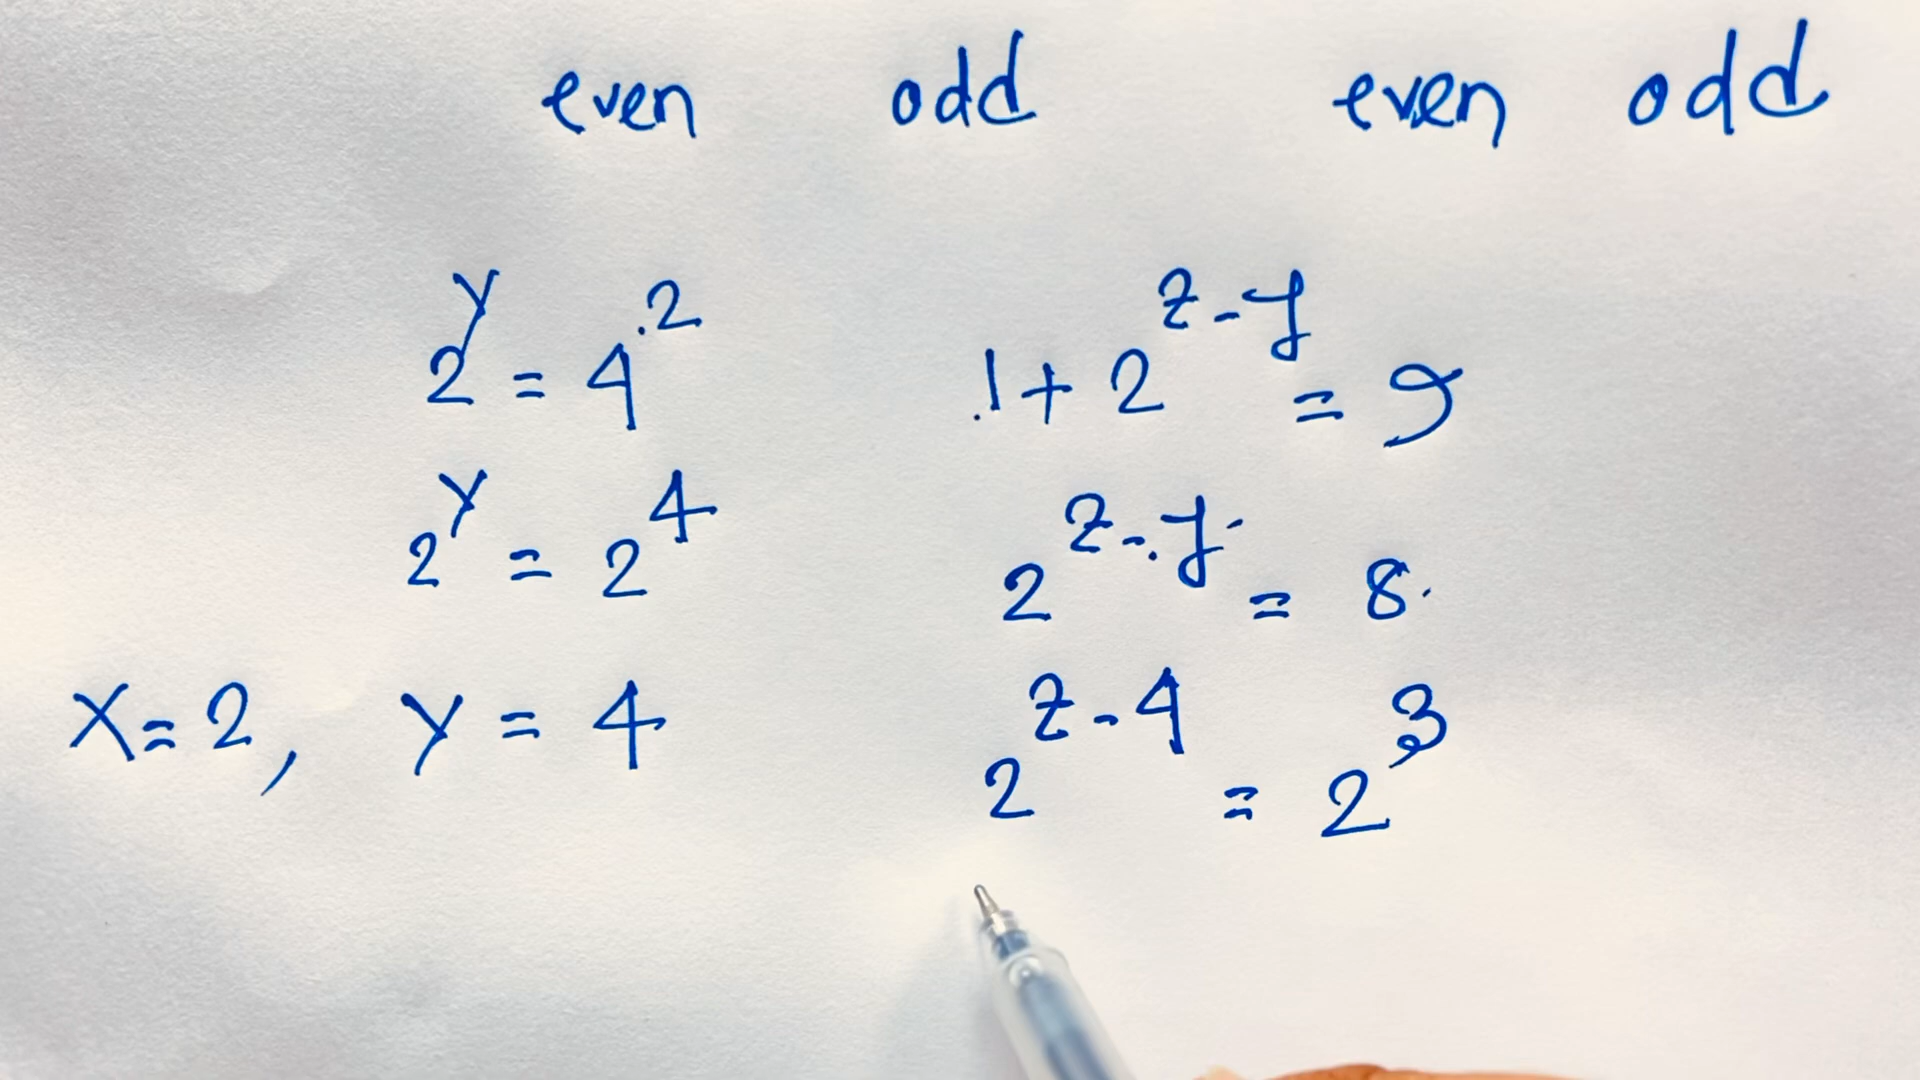 even odd even odd
2^y = 4^2 1 + 2^{z-y} = 9
2^y = 2^4 2^{z-y} = 8
x = 2, y = 4 2^{z-4} = 2^3